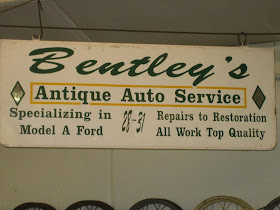 Bentley's
Antique Auto Service
Specializing in 28-31 Repairs to Restoration
Model A Ford All Work Top Quality